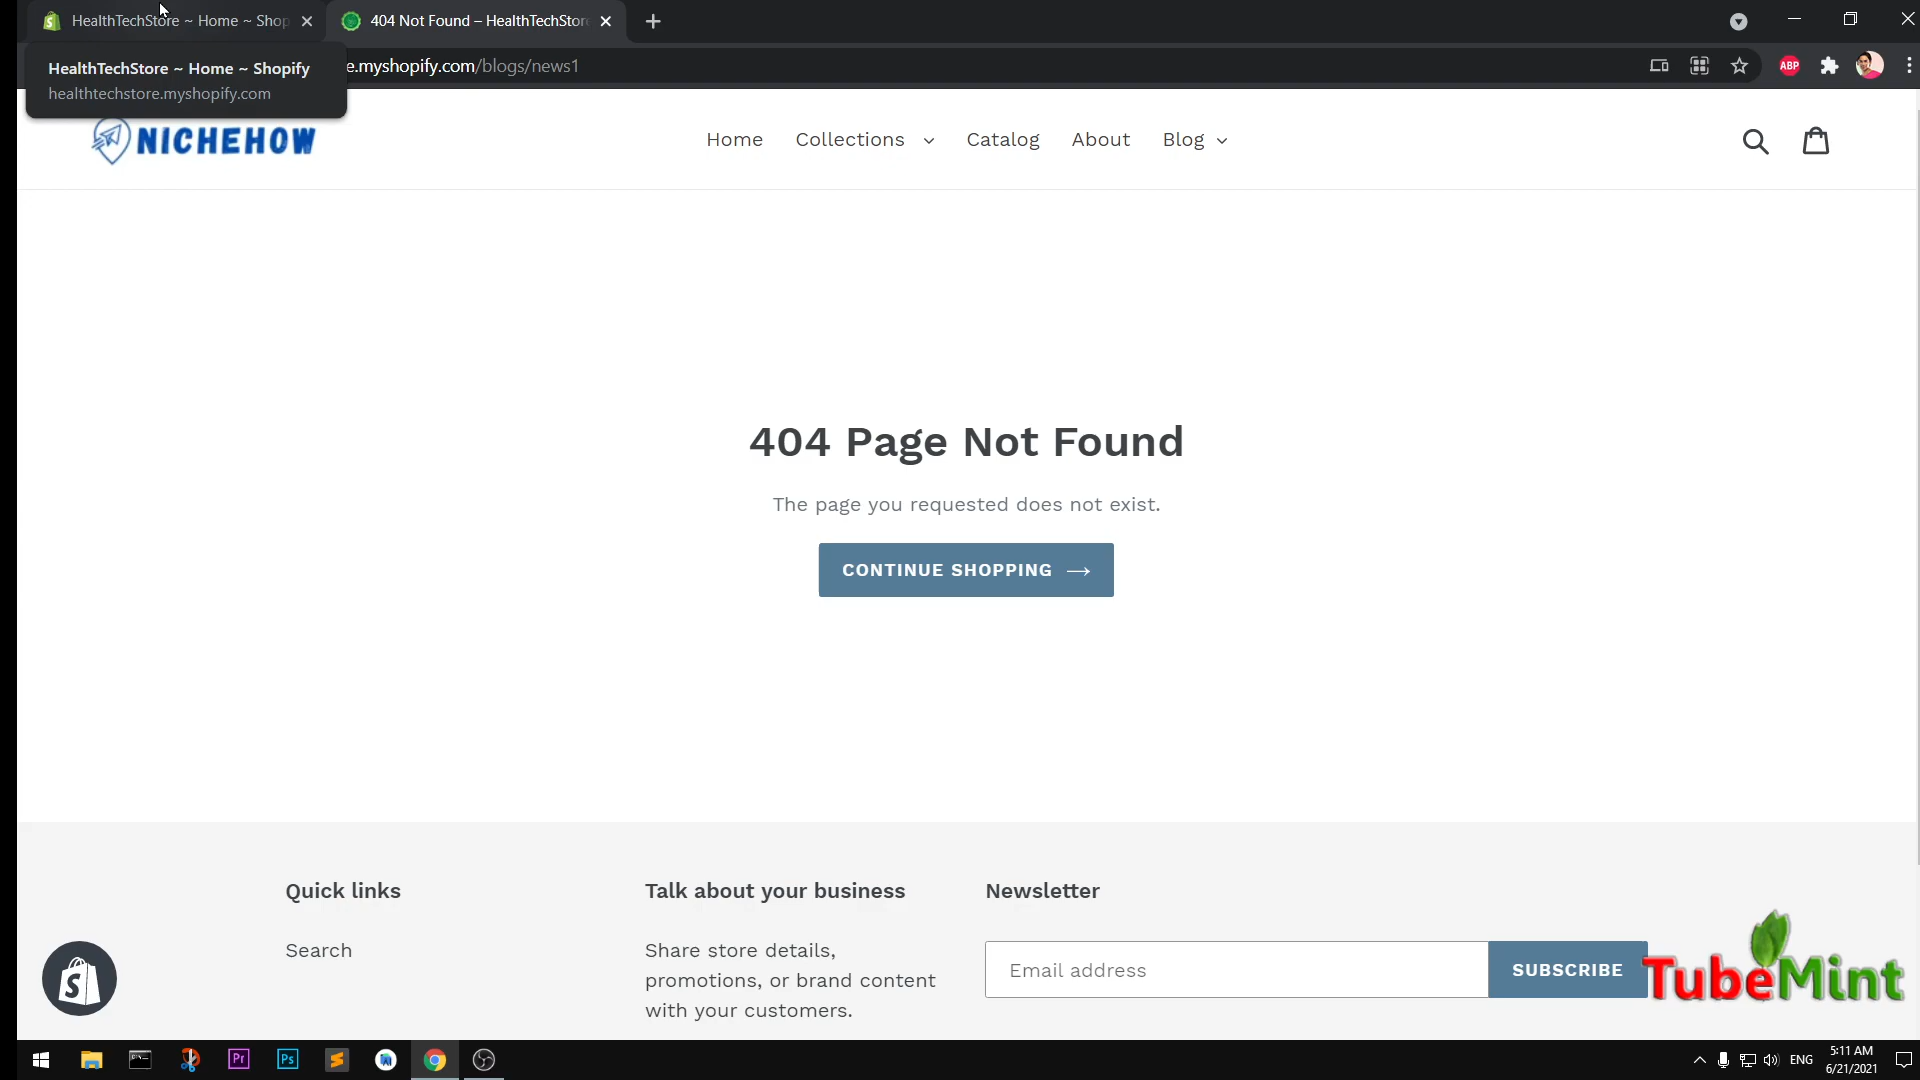 HealthTechStore ~ Home ~ Shop
404 Not Found – HealthTechStore
HealthTechStore ~ Home ~ Shopify
healthtechstore.myshopify.com
e.myshopify.com/blogs/news1
ABP
NICHEHOW
Home
Collections
Catalog
About
Blog
404 Page Not Found
The page you requested does not exist.
CONTINUE SHOPPING →
Quick links
Search
Talk about your business
Share store details,
promotions, or brand content
with your customers.
Newsletter
Email address
SUBSCRIBE
TubeMint
Pr
Ps
ENG
5:11 AM
6/21/2021